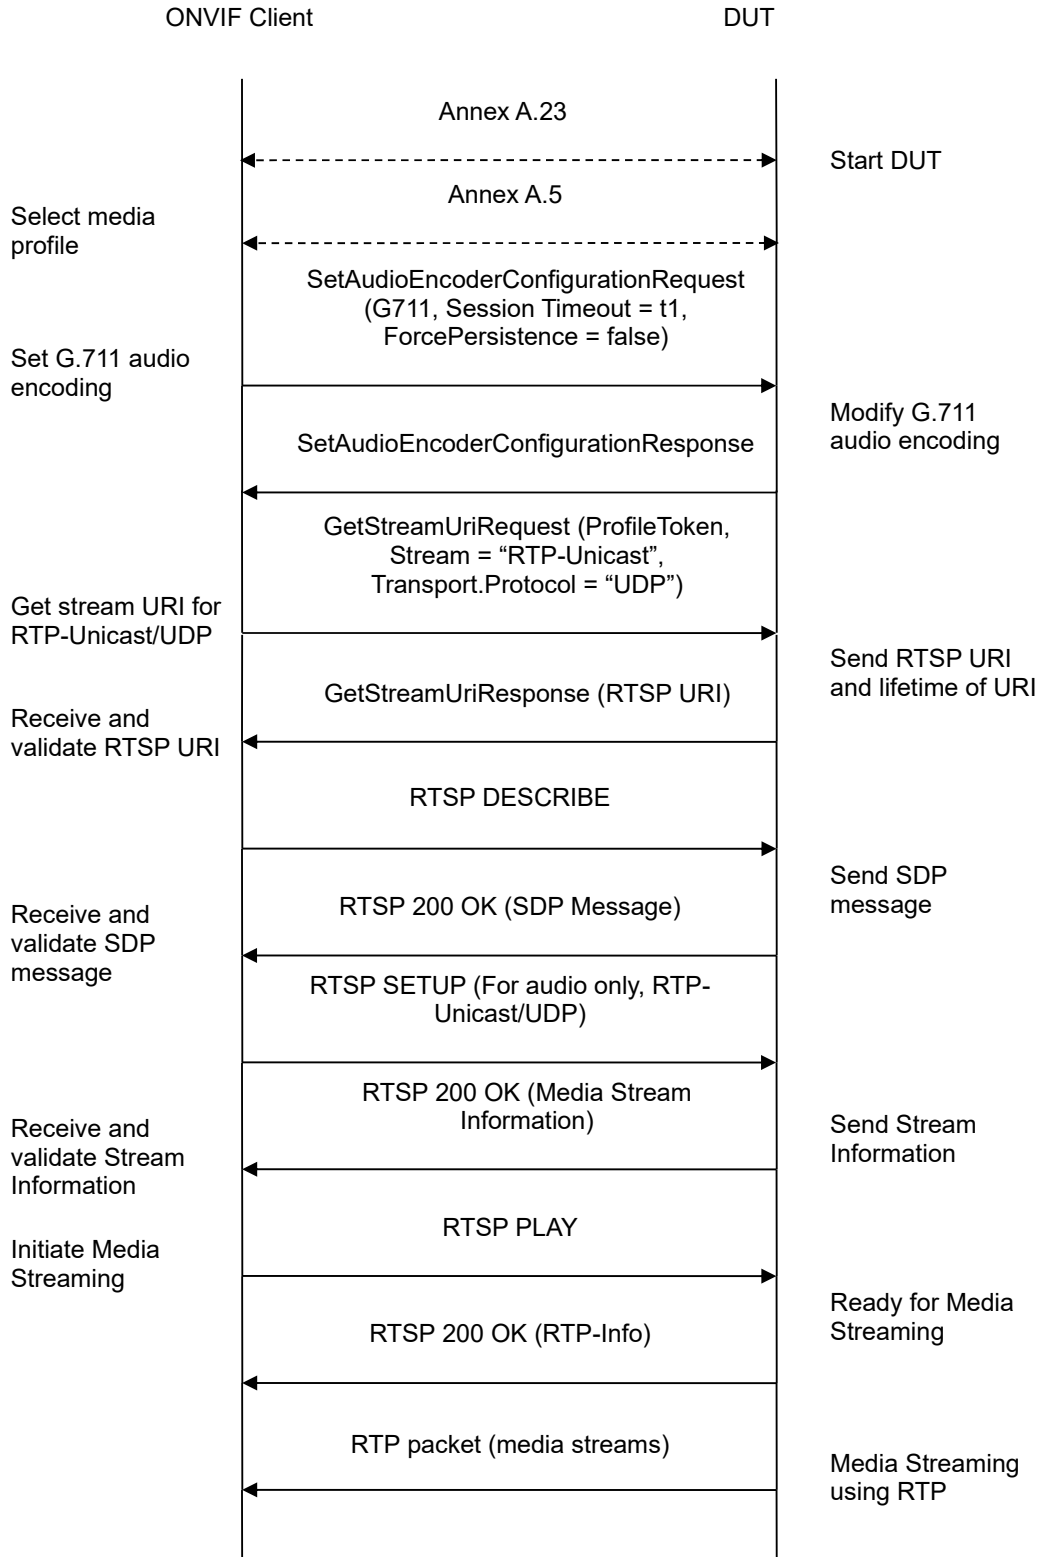 ONVIF Client
DUT
Annex A.23
Start DUT
Annex A.5
Select media
profile
SetAudioEncoderConfigurationRequest
(G711, Session Timeout = t1,
ForcePersistence = false)
Set G.711 audio
encoding
Modify G.711
audio encoding
SetAudioEncoderConfigurationResponse
GetStreamUriRequest (ProfileToken,
Stream = “RTP-Unicast”,
Transport.Protocol = “UDP”)
Get stream URI for
RTP-Unicast/UDP
Send RTSP URI
and lifetime of URI
GetStreamUriResponse (RTSP URI)
Receive and
validate RTSP URI
RTSP DESCRIBE
Send SDP
message
RTSP 200 OK (SDP Message)
Receive and
validate SDP
message
RTSP SETUP (For audio only, RTP-
Unicast/UDP)
RTSP 200 OK (Media Stream
Information)
Send Stream
Information
Receive and
validate Stream
Information
RTSP PLAY
Initiate Media
Streaming
Ready for Media
Streaming
RTSP 200 OK (RTP-Info)
RTP packet (media streams)
Media Streaming
using RTP